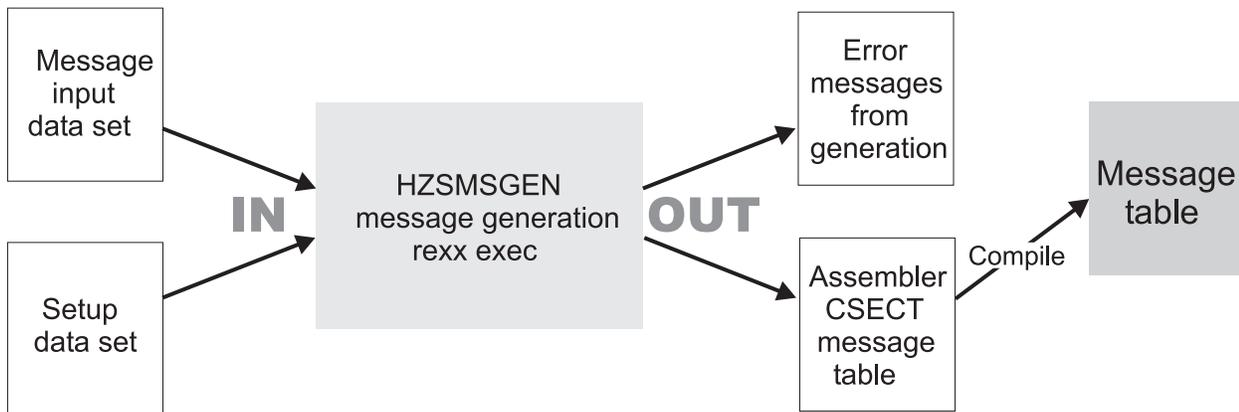 Message
input
data set
Setup
data set
IN
HZSMSGEN
message generation
rexx exec
OUT
Error
messages
from
generation
Assembler
CSECT
message
table
Compile
Message
table